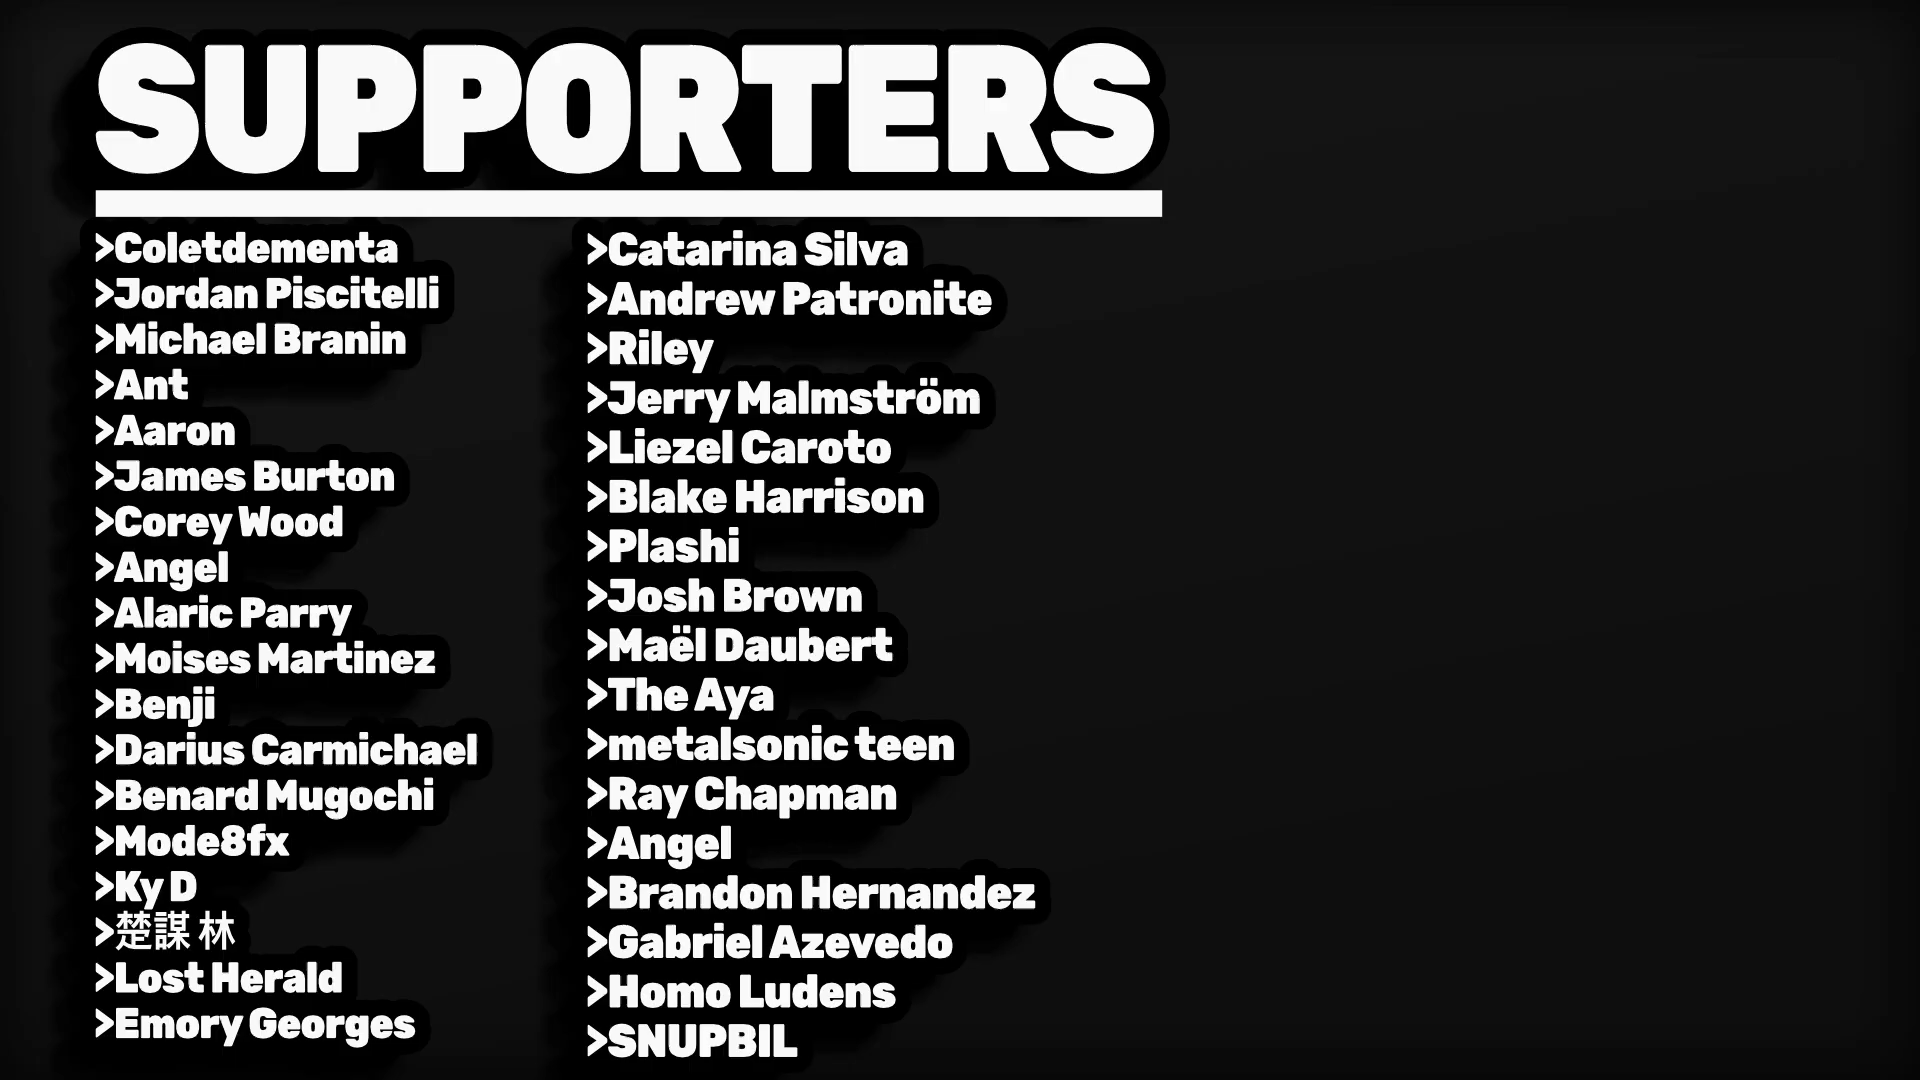 SUPPORTERS
>Coletdementa
>Jordan Piscitelli
>Michael Branin
>Ant
>Aaron
>James Burton
>Corey Wood
>Angel
>Alaric Parry
>Moises Martinez
>Benji
>Darius Carmichael
>Benard Mugochi
>Mode8fx
>Ky D
>楚謀 林
>Lost Herald
>Emory Georges
>Catarina Silva
>Andrew Patronite
>Riley
>Jerry Malmström
>Liezel Caroto
>Blake Harrison
>Plashi
>Josh Brown
>Maël Daubert
>The Aya
>metalsonic teen
>Ray Chapman
>Angel
>Brandon Hernandez
>Gabriel Azevedo
>Homo Ludens
>SNUPBIL